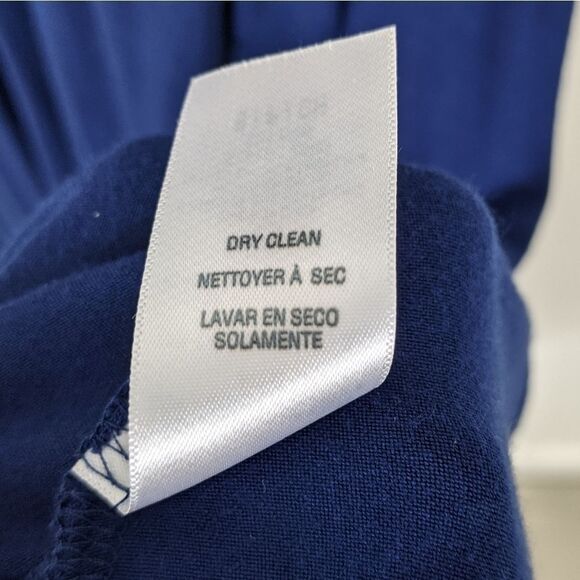 DRY CLEAN
NETTOYER À SEC
LAVAR EN SECO
SOLAMENTE